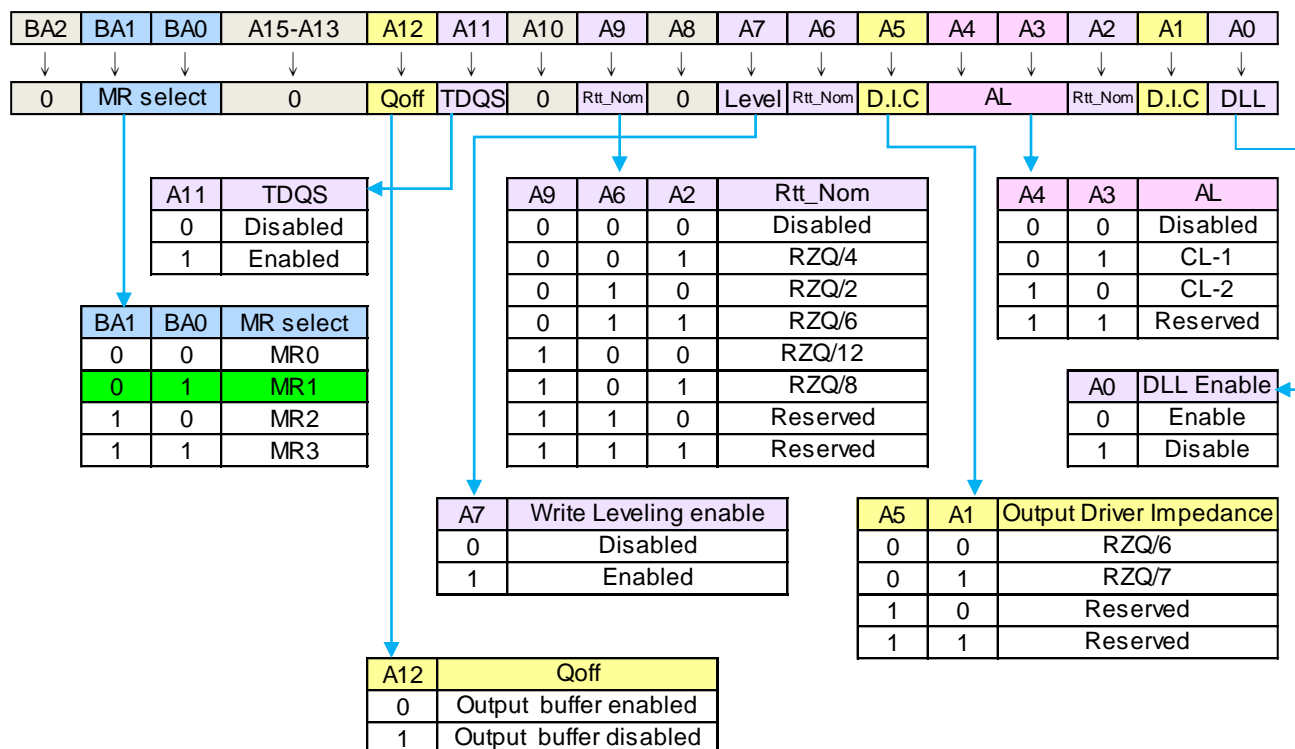 BA2 BA1 BA0 A15-A13 A12 A11 A10 A9 A8 A7 A6 A5 A4 A3 A2 A1 A0
0 MR select 0 Qoff TDQS 0 Rtt_Nom 0 Level Rtt_Nom D.I.C AL Rtt_Nom D.I.C DLL
A11 TDQS
0 Disabled
1 Enabled
A9 A6 A2 Rtt_Nom
0 0 0 Disabled
0 0 1 RZQ/4
0 1 0 RZQ/2
0 1 1 RZQ/6
1 0 0 RZQ/12
1 0 1 RZQ/8
1 1 0 Reserved
1 1 1 Reserved
A4 A3 AL
0 0 Disabled
0 1 CL-1
1 0 CL-2
1 1 Reserved
BA1 BA0 MR select
0 0 MR0
0 1 MR1
1 0 MR2
1 1 MR3
A0 DLL Enable
0 Enable
1 Disable
A7 Write Leveling enable
0 Disabled
1 Enabled
A5 A1 Output Driver Impedance
0 0 RZQ/6
0 1 RZQ/7
1 0 Reserved
1 1 Reserved
A12 Qoff
0 Output buffer enabled
1 Output buffer disabled